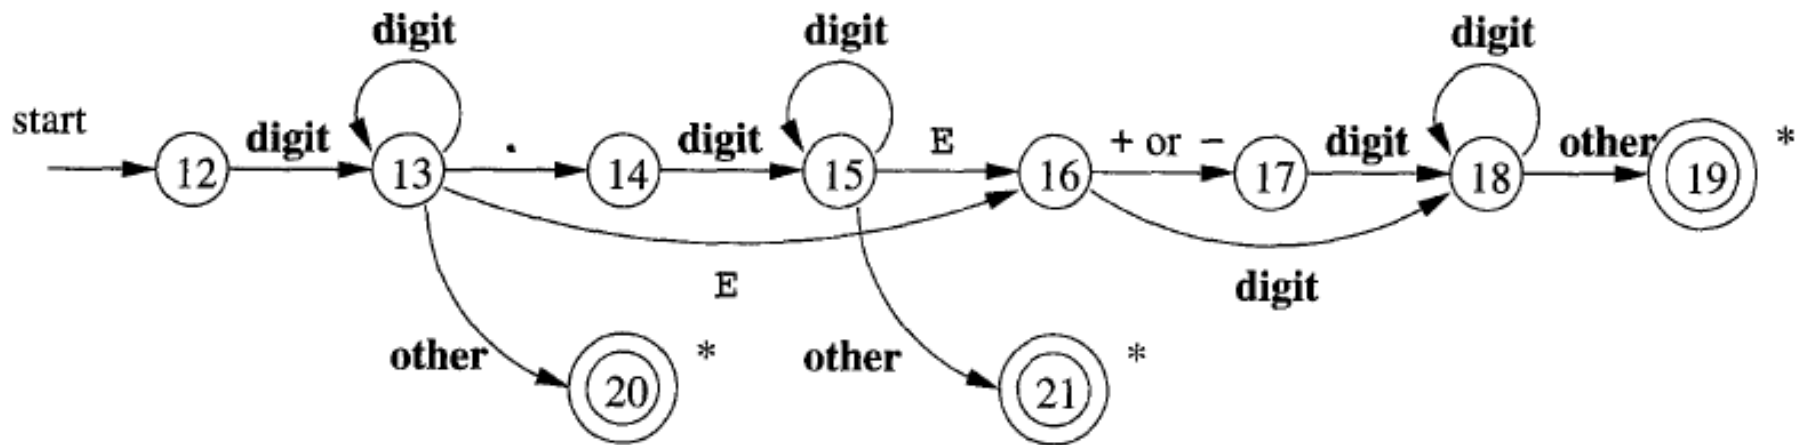 digit digit digit
start digit . digit E + or - digit other *
12 13 14 15 16 17 18 19
E digit
other * other *
20 21